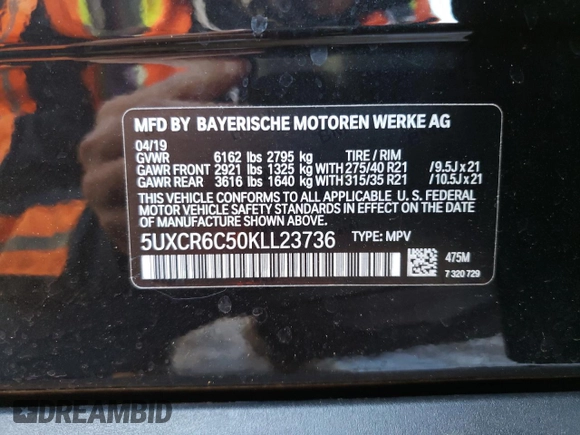 MFD BY BAYERISCHE MOTOREN WERKE AG
04/19
GVWR 6162 lbs 2795 kg TIRE / RIM
GAWR FRONT 2921 lbs 1325 kg WITH 275/40 R21 /9.5J x 21
GAWR REAR 3616 lbs 1640 kg WITH 315/35 R21 /10.5J x 21
THIS VEHICLE CONFORMS TO ALL APPLICABLE U. S. FEDERAL
MOTOR VEHICLE SAFETY STANDARDS IN EFFECT ON THE DATE OF
MANUFACTURE SHOWN ABOVE.
5UXCR6C50KLL23736 TYPE: MPV
475M
7 320 729
DREAMBID